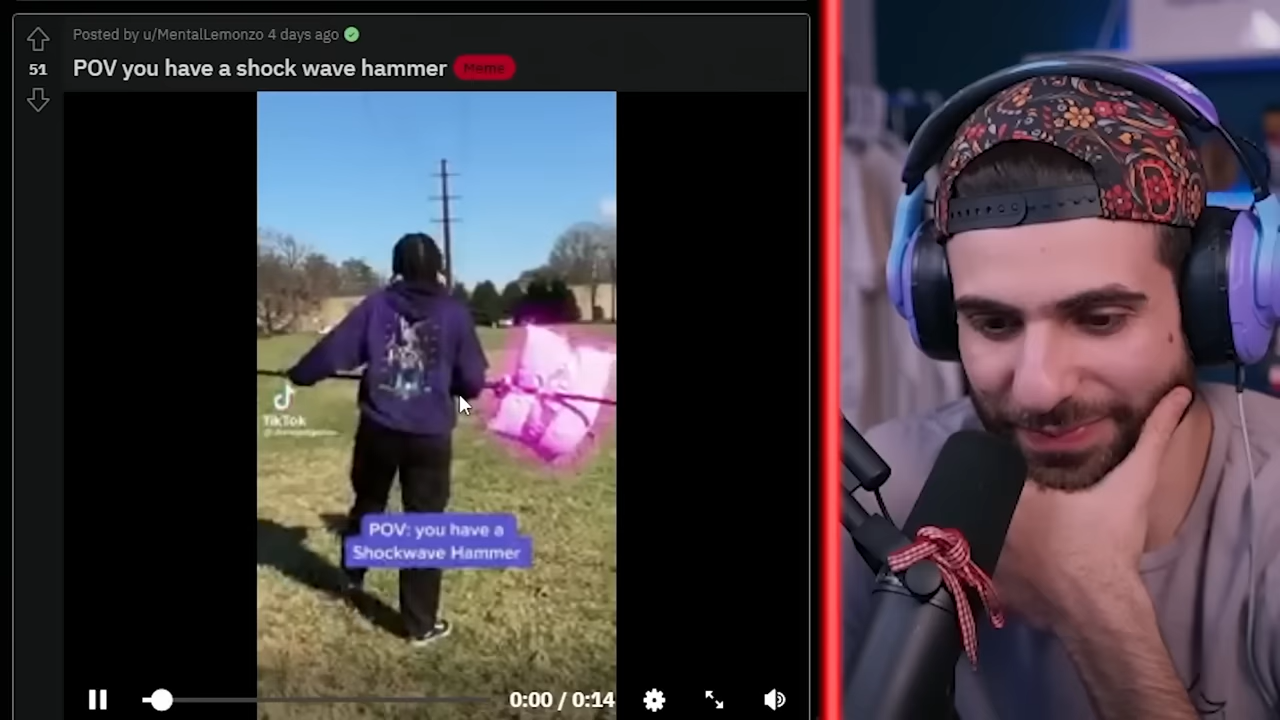 Posted by u/MentalLemonzo 4 days ago
51
POV you have a shock wave hammer Meme
TikTok
POV: you have a
Shockwave Hammer
0:00 / 0:14